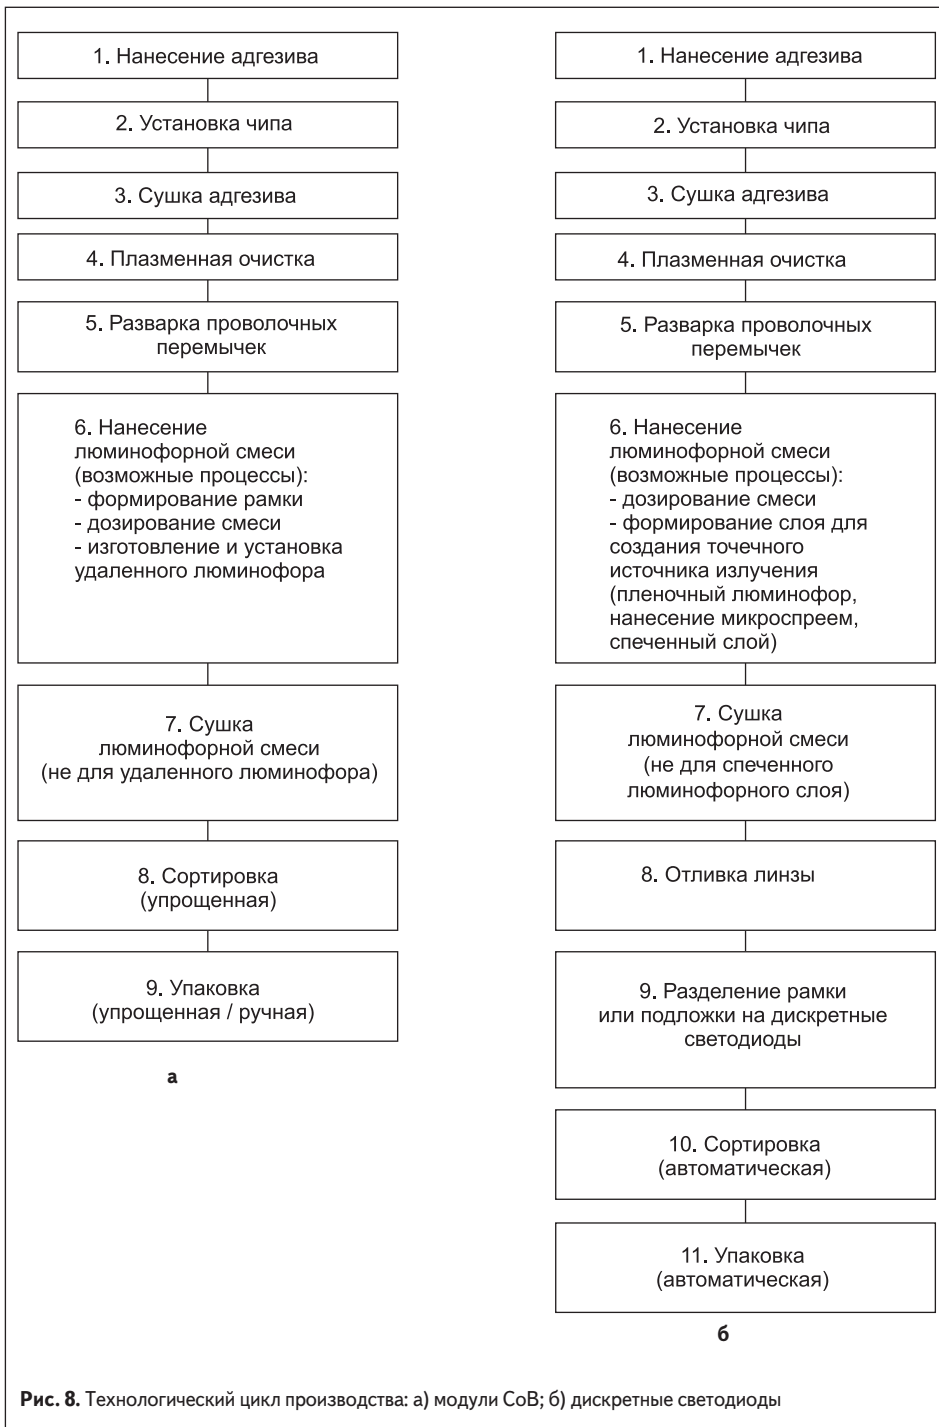 1. Нанесение адгезива
2. Установка чипа
3. Сушка адгезива
4. Плазменная очистка
5. Разварка проволочных
перемычек
6. Нанесение
люминофорной смеси
(возможные процессы):
- формирование рамки
- дозирование смеси
- изготовление и установка
удаленного люминофора
7. Сушка
люминофорной смеси
(не для удаленного люминофора)
8. Сортировка
(упрощенная)
9. Упаковка
(упрощенная / ручная)
а
1. Нанесение адгезива
2. Установка чипа
3. Сушка адгезива
4. Плазменная очистка
5. Разварка проволочных
перемычек
6. Нанесение
люминофорной смеси
(возможные процессы):
- дозирование смеси
- формирование слоя для
создания точечного
источника излучения
(пленочный люминофор,
нанесение микроспреем,
спеченный слой)
7. Сушка
люминофорной смеси
(не для спеченного
люминофорного слоя)
8. Отливка линзы
9. Разделение рамки
или подложки на дискретные
светодиоды
10. Сортировка
(автоматическая)
11. Упаковка
(автоматическая)
б
Рис. 8. Технологический цикл производства: а) модули CoB; б) дискретные светодиоды